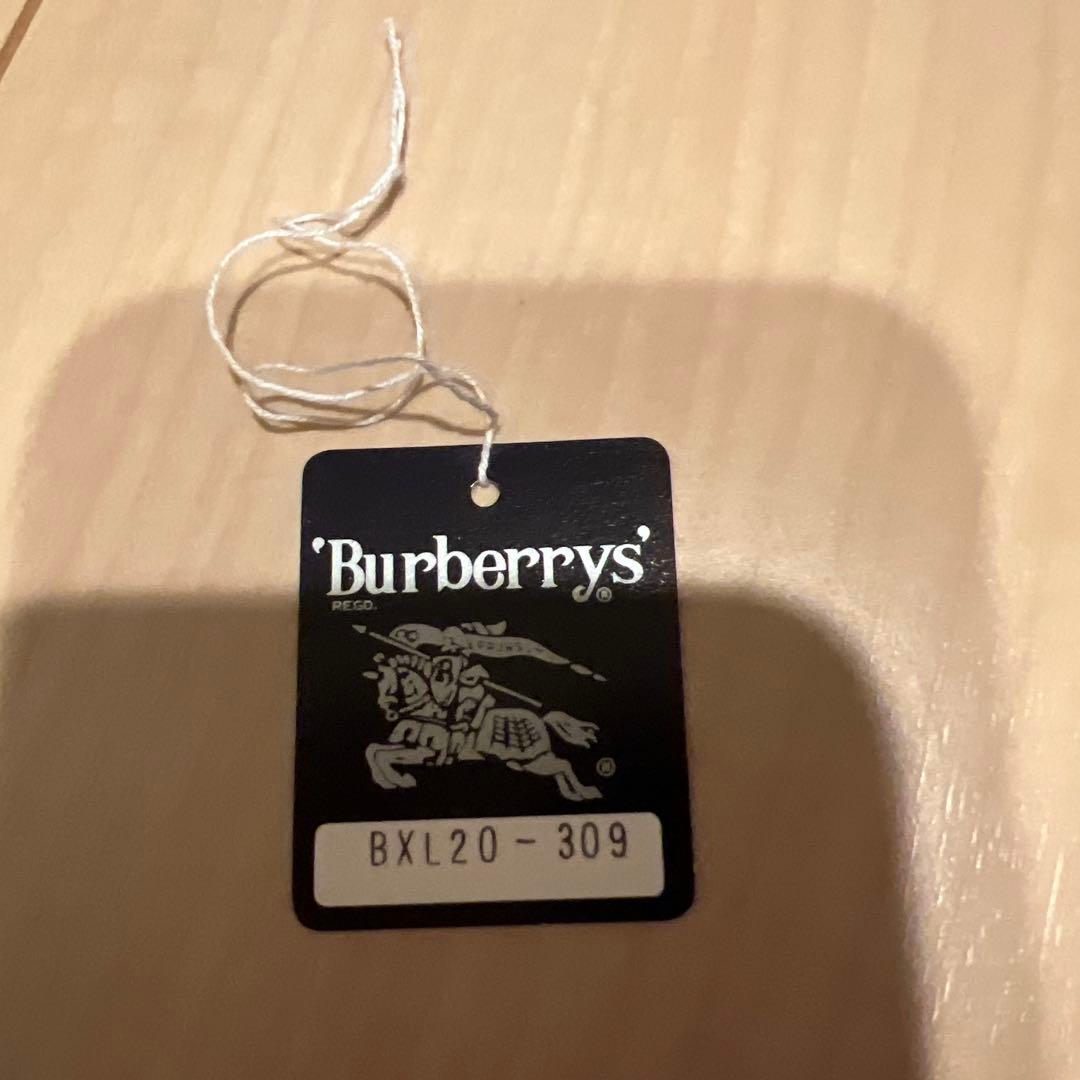 'Burberrys'®
REGD.
®
BXL20-309